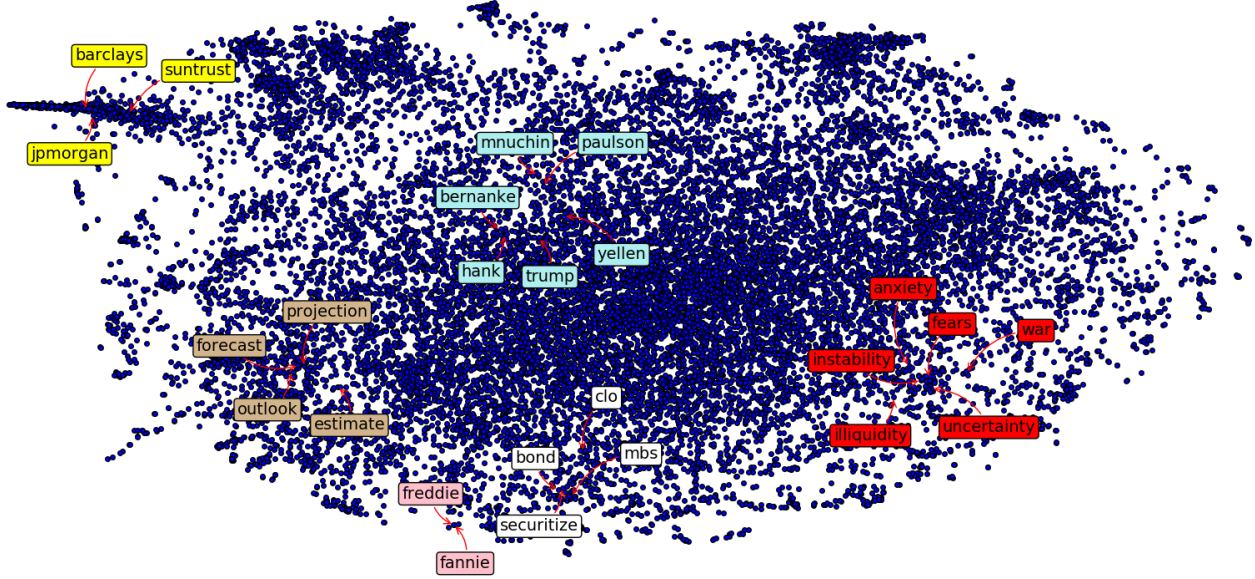 barclays
suntrust
jpmorgan
mnuchin
paulson
bernanke
yellen
hank
trump
anxiety
projection
fears
war
forecast
instability
clo
outlook
estimate
uncertainty
illiquidity
mbs
bond
freddie
securitize
fannie